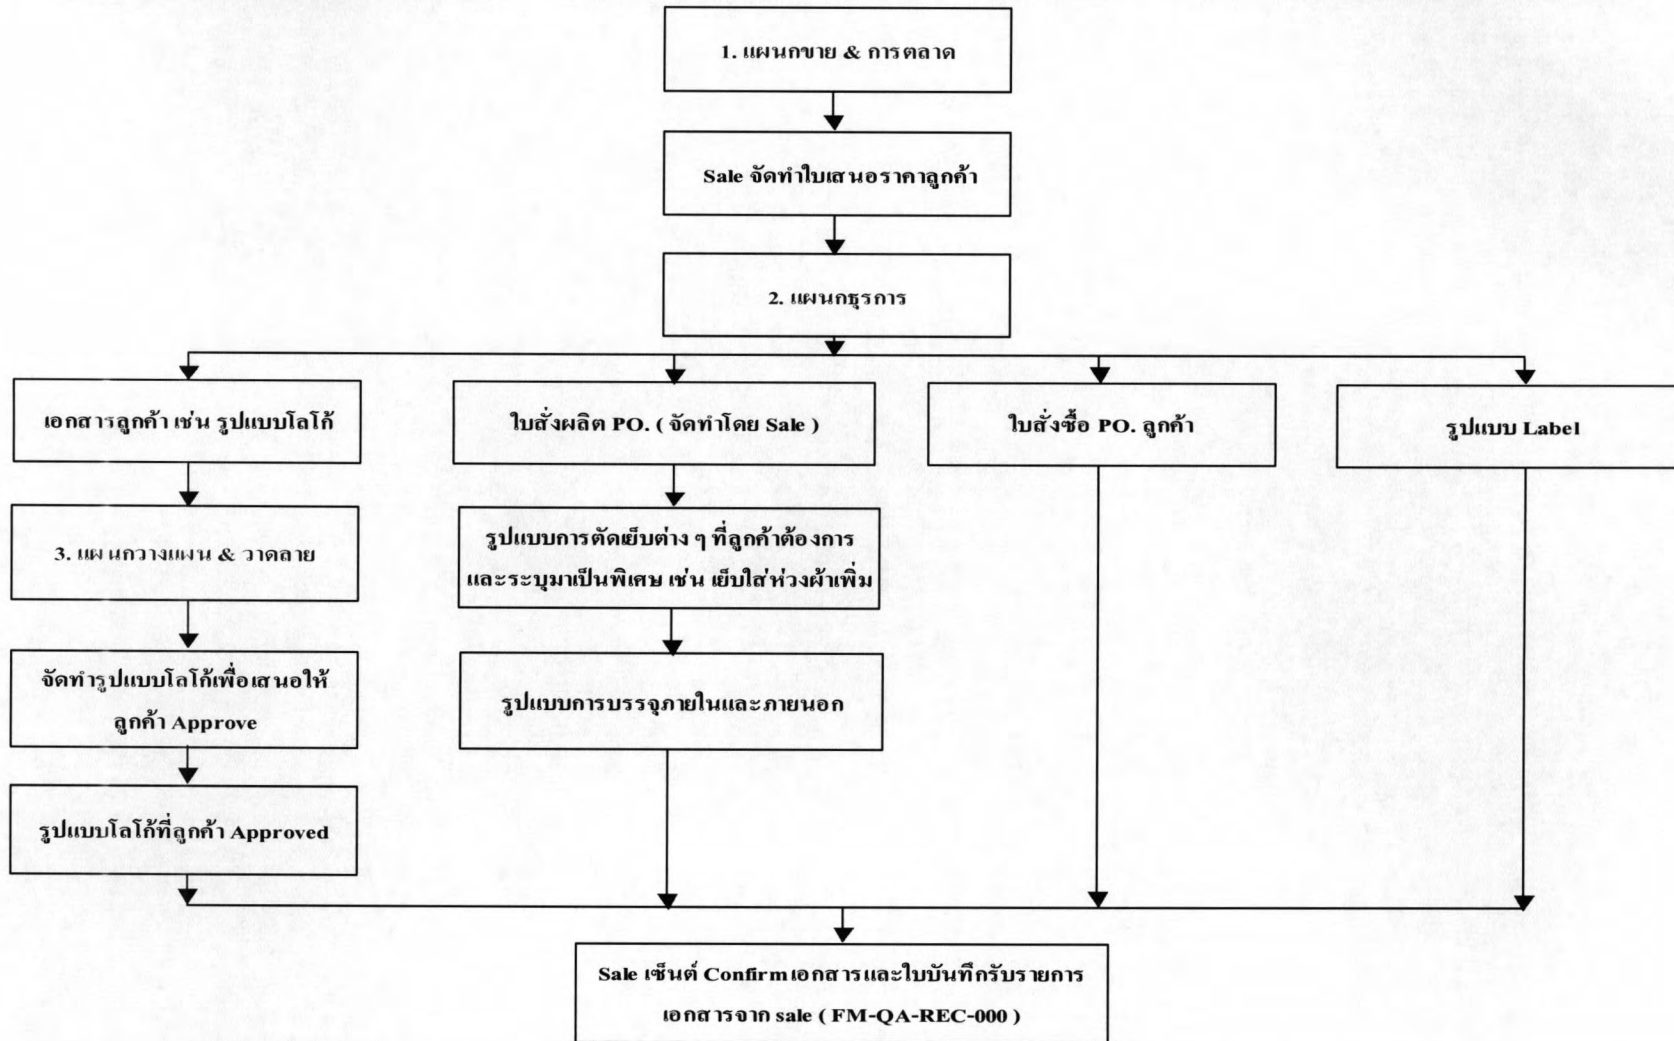 1. แผนกขาย & การตลาด
Sale จัดทำใบเสนอราคาลูกค้า
2. แผนกธุรการ
เอกสารลูกค้า เช่น รูปแบบโลโก้
ใบสั่งผลิต PO. ( จัดทำโดย Sale )
ใบสั่งซื้อ PO. ลูกค้า
รูปแบบ Label
3. แผนกวางแผน & วาดลาย
รูปแบบการตัดเย็บต่าง ๆ ที่ลูกค้าต้องการ
และระบุมาเป็นพิเศษ เช่น เย็บใส่ห่วงผ้าเพิ่ม
จัดทำรูปแบบโลโก้เพื่อเสนอให้
ลูกค้า Approve
รูปแบบการบรรจุภายในและภายนอก
รูปแบบโลโก้ที่ลูกค้า Approved
Sale เซ็นต์ Confirm เอกสารและใบบันทึกรับรายการ
เอกสารจาก sale ( FM-QA-REC-000 )